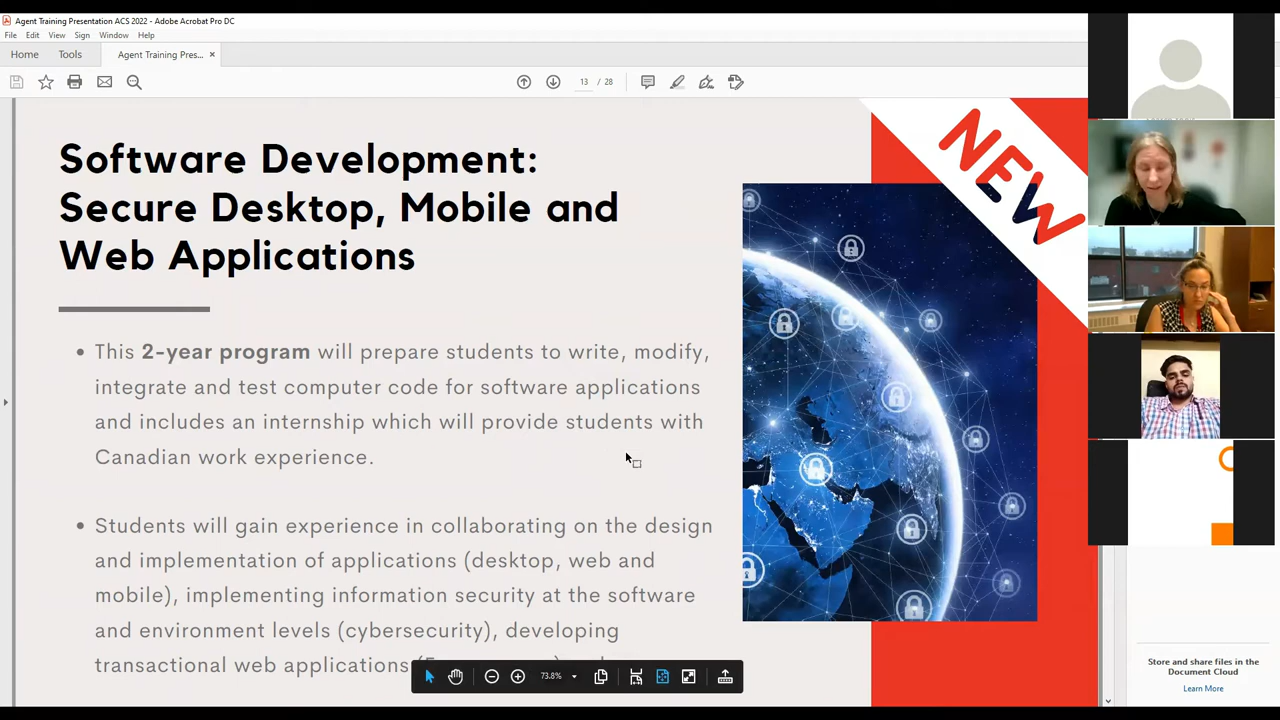 Agent Training Presentation ACS 2022 - Adobe Acrobat Pro DC
File Edit View Sign Window Help
Home Tools Agent Training Pres... ×
13 / 28
NEW
Software Development:
Secure Desktop, Mobile and
Web Applications
• This 2-year program will prepare students to write, modify,
integrate and test computer code for software applications
and includes an internship which will provide students with
Canadian work experience.
• Students will gain experience in collaborating on the design
and implementation of applications (desktop, web and
mobile), implementing information security at the software
and environment levels (cybersecurity), developing
transactional web applications
73.8%
Store and share files in the
Document Cloud
Learn More